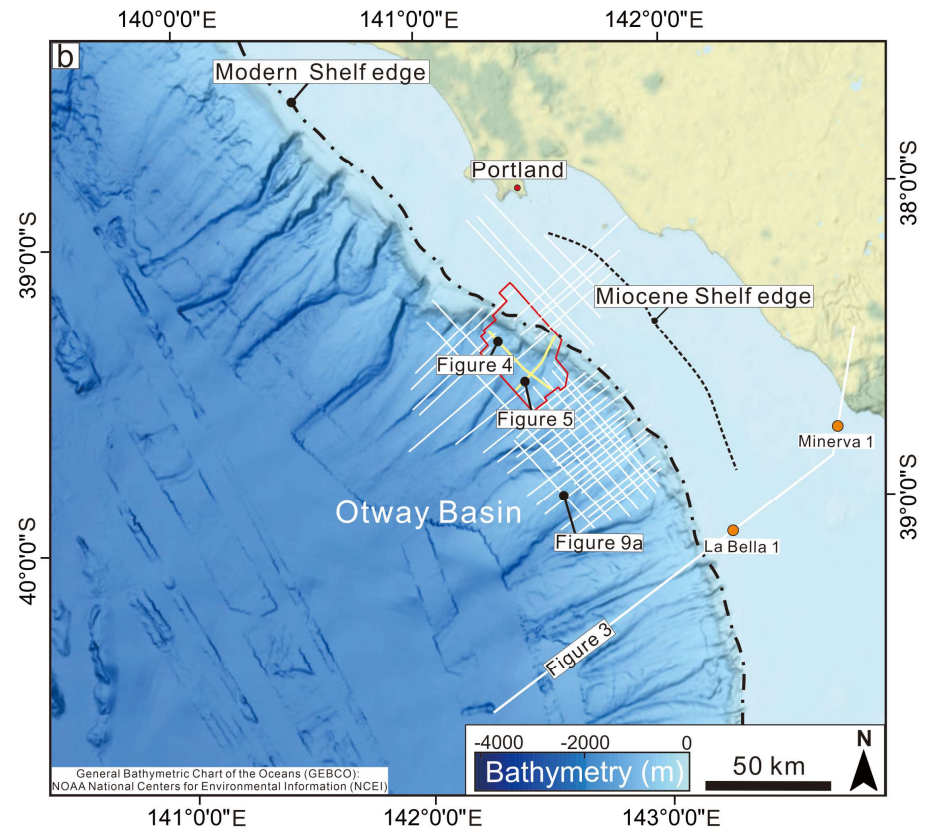 140°0'0"E 141°0'0"E 142°0'0"E
b
Modern Shelf edge
Portland
38°0'0"S
39°0'0"S
Miocene Shelf edge
Figure 4
Figure 5
Minerva 1
39°0'0"S
Otway Basin
Figure 9a
La Bella 1
40°0'0"S
Figure 3
-4000 -2000 0
Bathymetry (m)
50 km
N
General Bathymetric Chart of the Oceans (GEBCO):
NOAA National Centers for Environmental Information (NCEI)
141°0'0"E 142°0'0"E 143°0'0"E